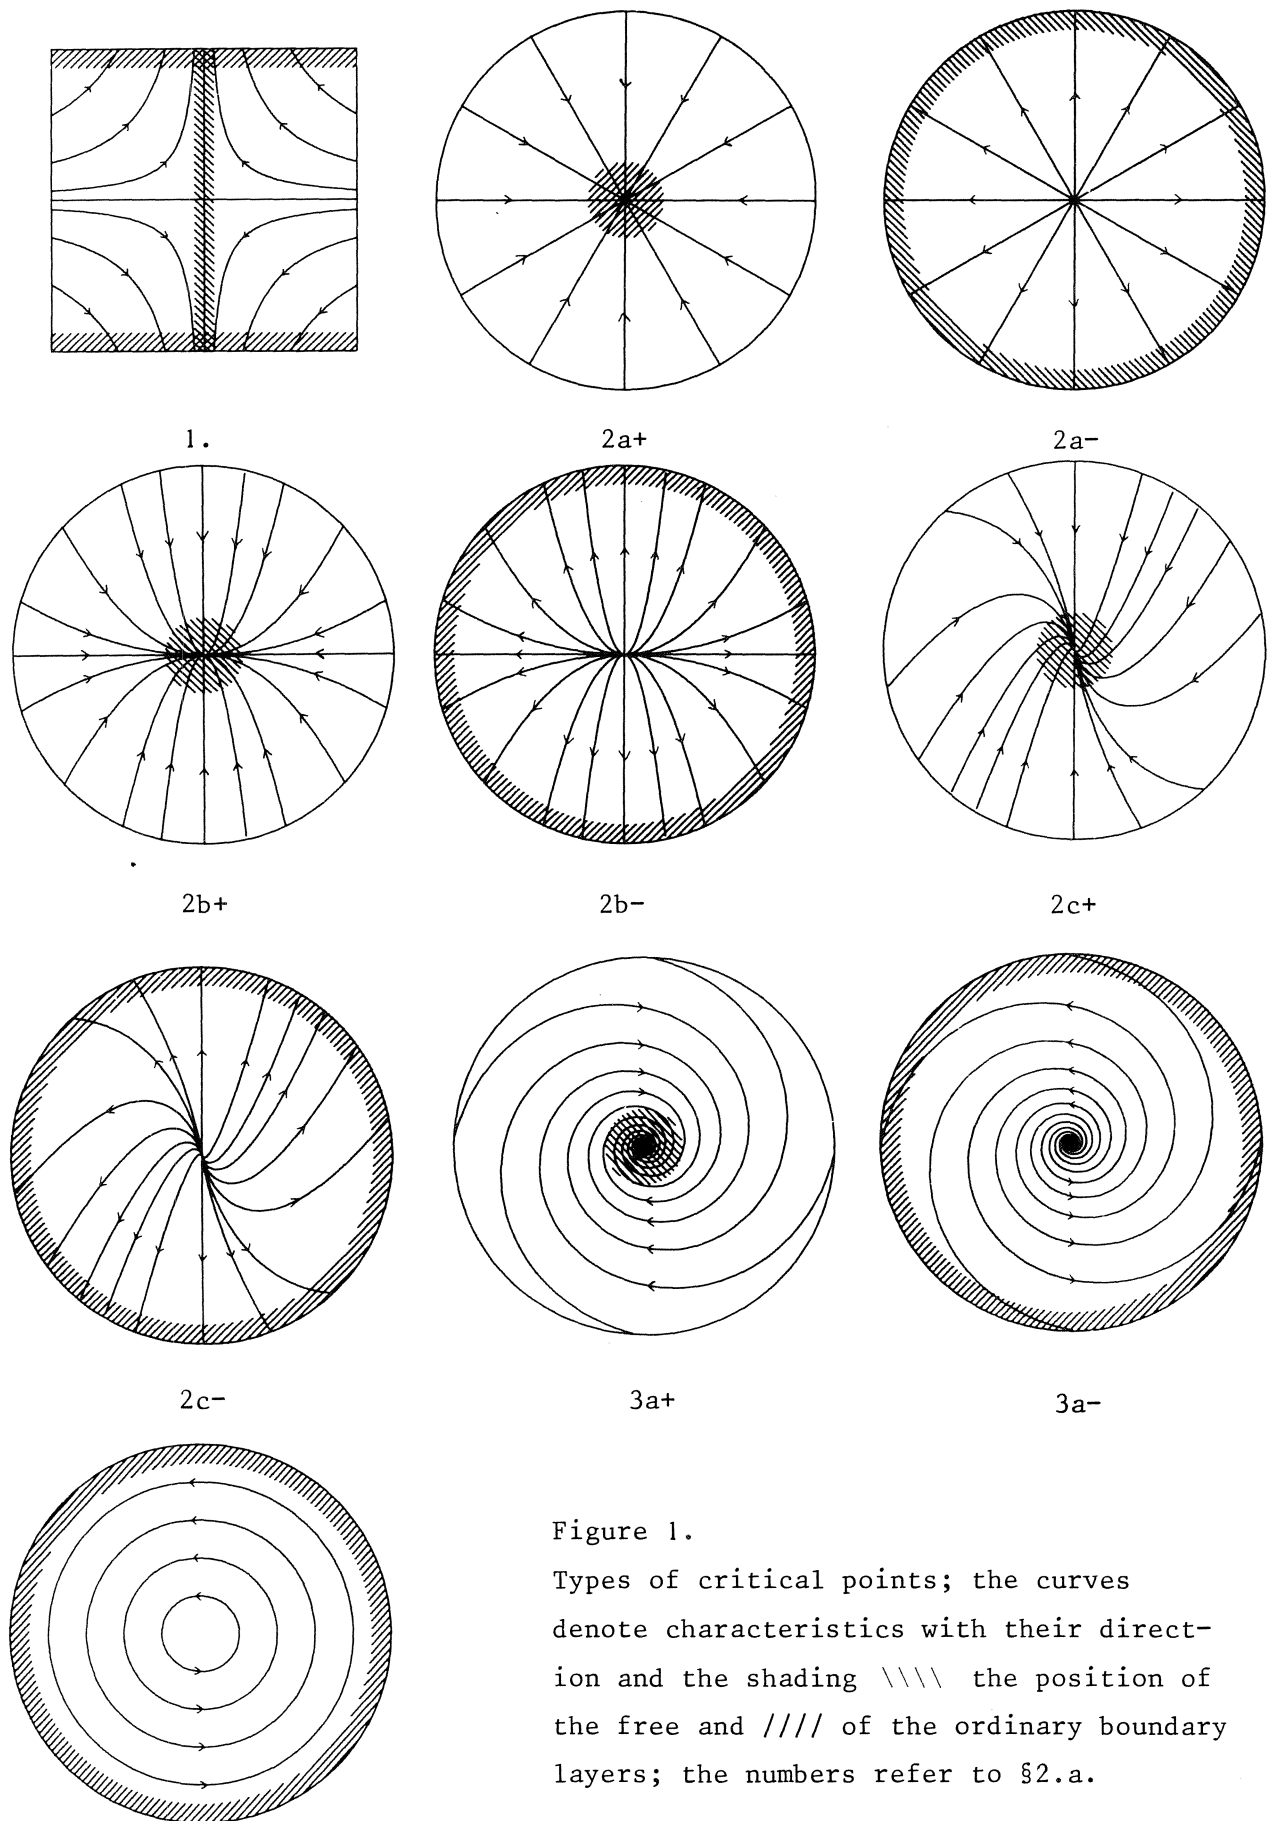 1.
2a+
2a-
2b+
2b-
2c+
2c-
3a+
3a-
Figure 1.
Types of critical points; the curves
denote characteristics with their direct-
ion and the shading \\\\ the position of
the free and //// of the ordinary boundary
layers; the numbers refer to §2.a.